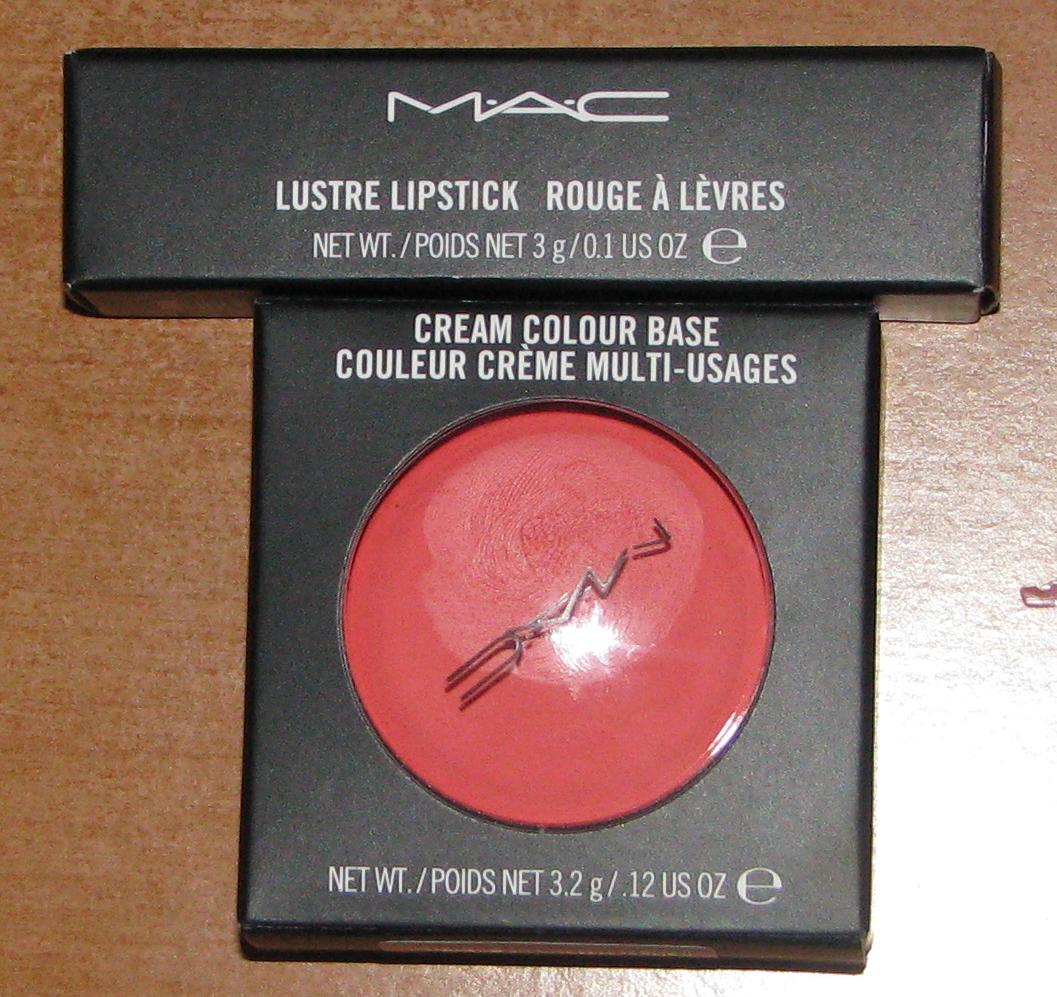 M·A·C
LUSTRE LIPSTICK ROUGE À LÈVRES
NET WT. / POIDS NET 3 g / 0.1 US OZ ℮
CREAM COLOUR BASE
COULEUR CRÈME MULTI-USAGES
MAC
NET WT. / POIDS NET 3.2 g / .12 US OZ ℮